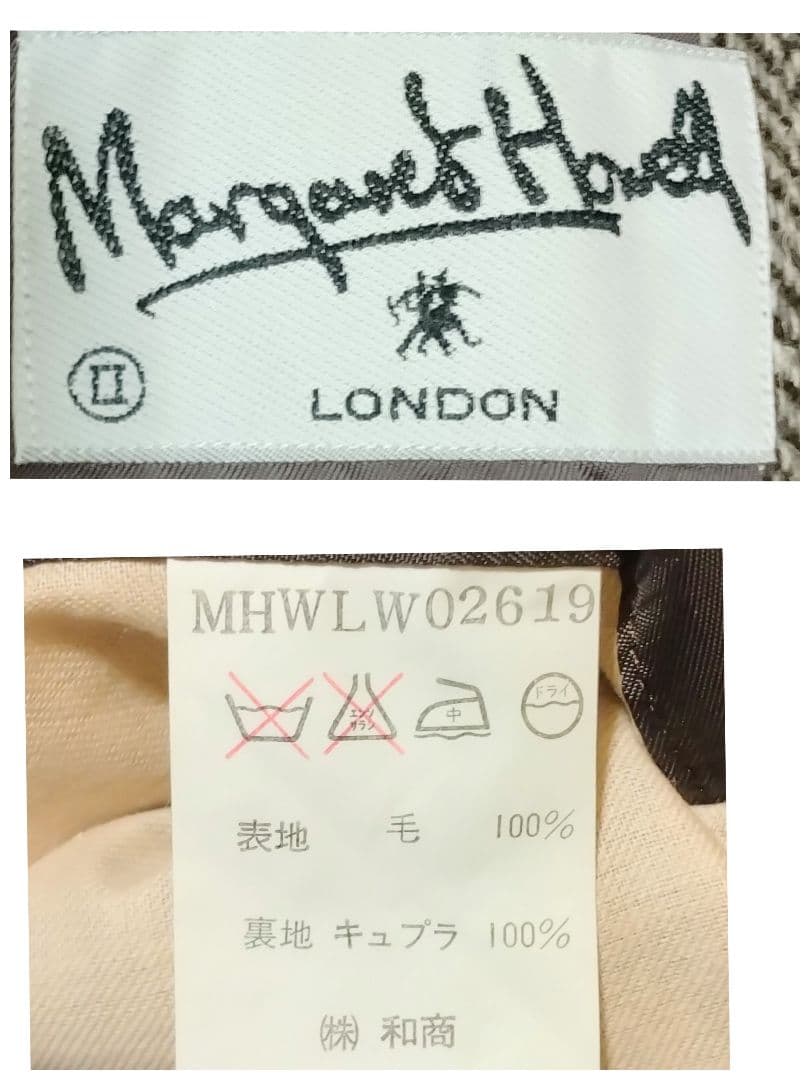 Margaret Howell
II
LONDON
MHWLW02619
エンソ
サラシ
中
ドライ
表地 毛 100%
裏地 キュプラ 100%
㈱ 和商